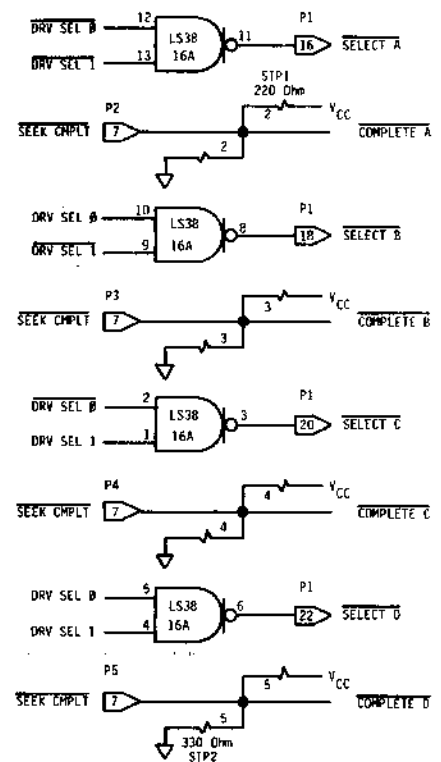 DRV SEL 0 12 P1
LS38 11 16 SELECT A
DRV SEL 1 13 16A
STP1
220 Ohm
P2 2 VCC
SEEK CMPLT 7 COMPLETE A
2
10 P1
DRV SEL 0 LS38 8 18 SELECT B
DRV SEL 1 9 16A
P3 3 VCC
SEEK CMPLT 7 COMPLETE B
3
2 P1
DRV SEL 0 LS38 3 20 SELECT C
DRV SEL 1 1 16A
P4 4 VCC
SEEK CMPLT 7 COMPLETE C
4
5 P1
DRV SEL 0 LS38 6 22 SELECT D
DRV SEL 1 4 16A
P5 5 VCC
SEEK CMPLT 7 COMPLETE D
5
330 Ohm
STP2